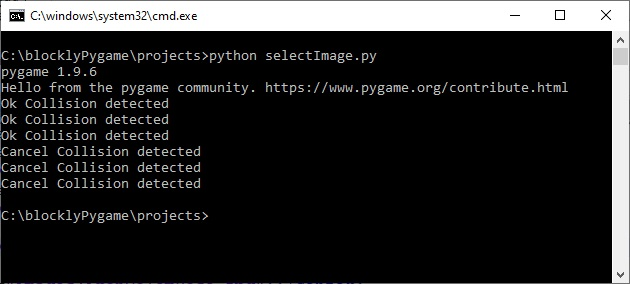 C:\windows\system32\cmd.exe
C:\blocklyPygame\projects>python selectImage.py
pygame 1.9.6
Hello from the pygame community. https://www.pygame.org/contribute.html
Ok Collision detected
Ok Collision detected
Ok Collision detected
Cancel Collision detected
Cancel Collision detected
Cancel Collision detected
C:\blocklyPygame\projects>